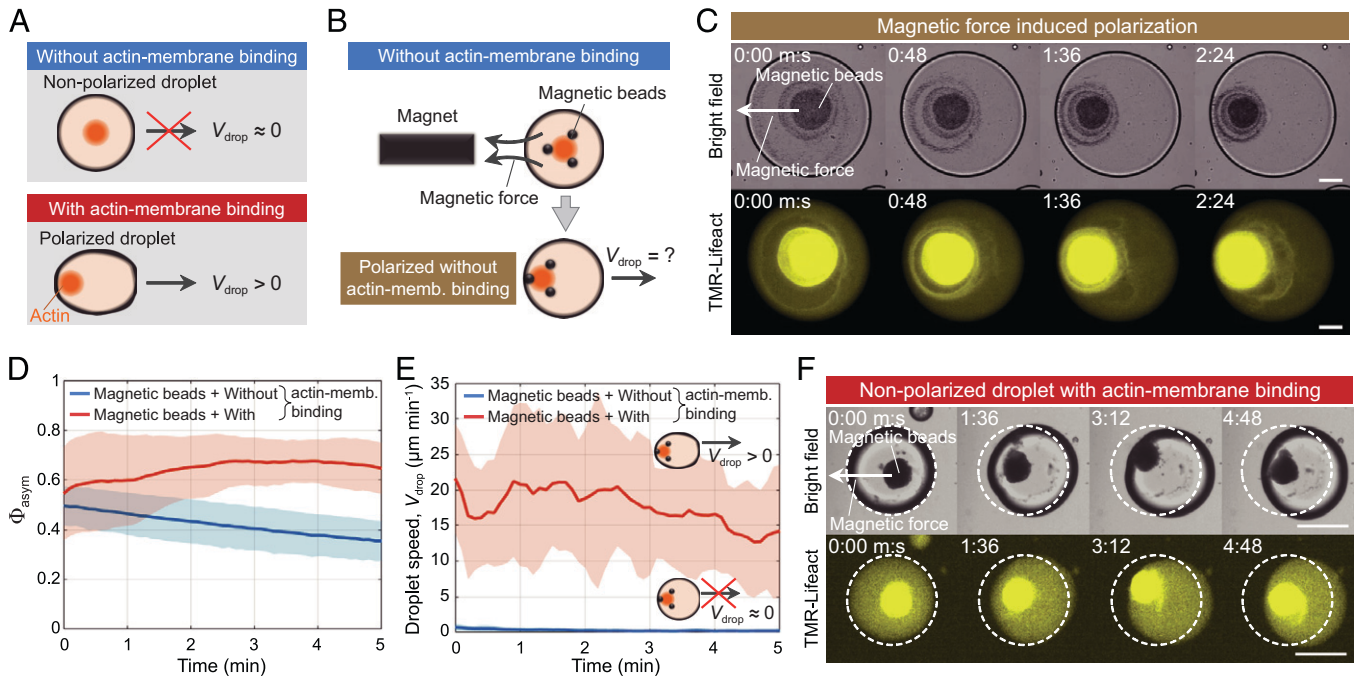 A
Without actin-membrane binding
Non-polarized droplet
V_drop ≈ 0
With actin-membrane binding
Polarized droplet
V_drop > 0
Actin
B
Without actin-membrane binding
Magnetic beads
Magnet
Magnetic force
V_drop = ?
Polarized without
actin-memb. binding
C
Magnetic force induced polarization
Bright field
0:00 m:s
0:48
1:36
2:24
Magnetic beads
Magnetic force
TMR-Lifeact
0:00 m:s
0:48
1:36
2:24
D
Φ_asym
1
0.8
0.6
0.4
0.2
0
Magnetic beads + Without
Magnetic beads + With
actin-memb.
binding
0 1 2 3 4 5
Time (min)
E
Droplet speed, V_drop (μm min⁻¹)
35
30
25
20
15
10
5
0
Magnetic beads + Without
Magnetic beads + With
actin-memb.
binding
V_drop > 0
V_drop ≈ 0
0 1 2 3 4 5
Time (min)
F
Non-polarized droplet with actin-membrane binding
Bright field
0:00 m:s
1:36
3:12
4:48
Magnetic beads
Magnetic force
TMR-Lifeact
0:00 m:s
1:36
3:12
4:48